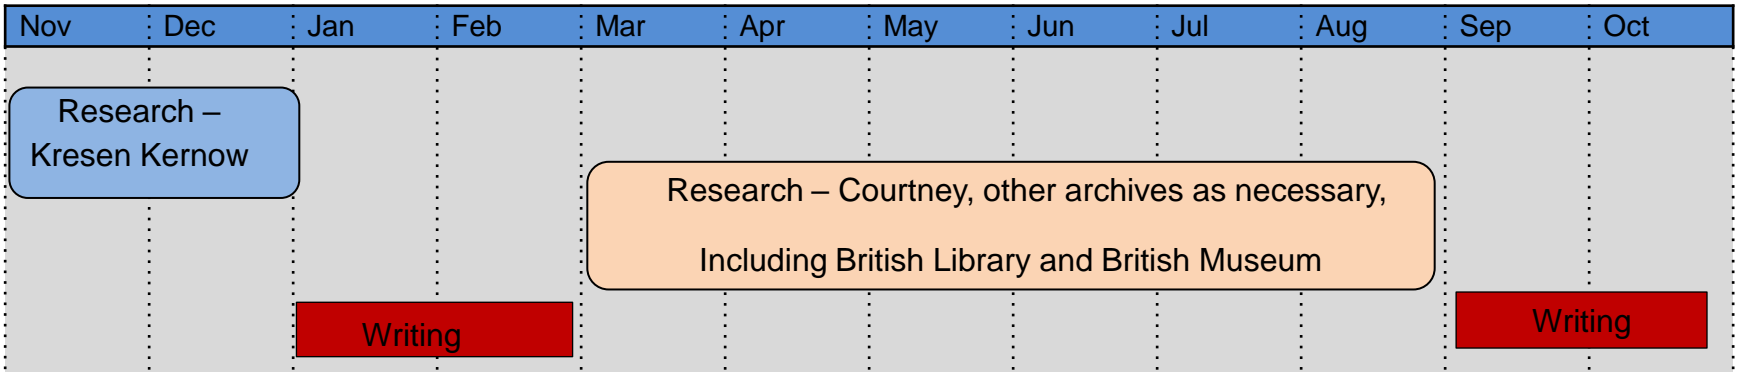 Nov Dec Jan Feb Mar Apr May Jun Jul Aug Sep Oct
Research –
Kresen Kernow
Research – Courtney, other archives as necessary,
Including British Library and British Museum
Writing
Writing